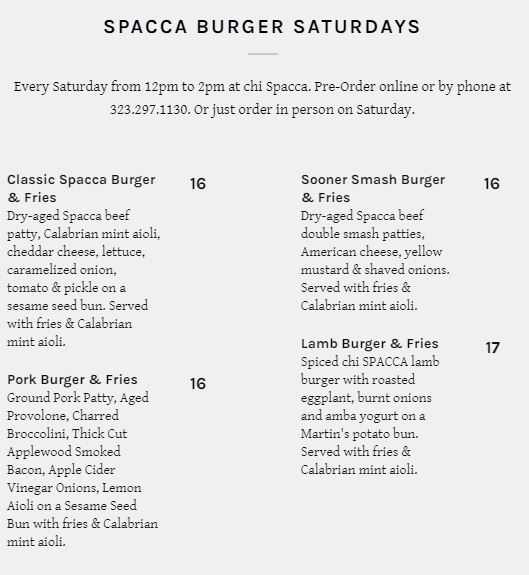 SPACCA BURGER SATURDAYS
Every Saturday from 12pm to 2pm at chi Spacca. Pre-Order online or by phone at
323.297.1130. Or just order in person on Saturday.
Classic Spacca Burger 16
& Fries
Dry-aged Spacca beef
patty, Calabrian mint aioli,
cheddar cheese, lettuce,
caramelized onion,
tomato & pickle on a
sesame seed bun. Served
with fries & Calabrian
mint aioli.
Pork Burger & Fries 16
Ground Pork Patty, Aged
Provolone, Charred
Broccolini, Thick Cut
Applewood Smoked
Bacon, Apple Cider
Vinegar Onions, Lemon
Aioli on a Sesame Seed
Bun with fries & Calabrian
mint aioli.
Sooner Smash Burger 16
& Fries
Dry-aged Spacca beef
double smash patties,
American cheese, yellow
mustard & shaved onions.
Served with fries &
Calabrian mint aioli.
Lamb Burger & Fries 17
Spiced chi SPACCA lamb
burger with roasted
eggplant, burnt onions
and amba yogurt on a
Martin's potato bun.
Served with fries &
Calabrian mint aioli.